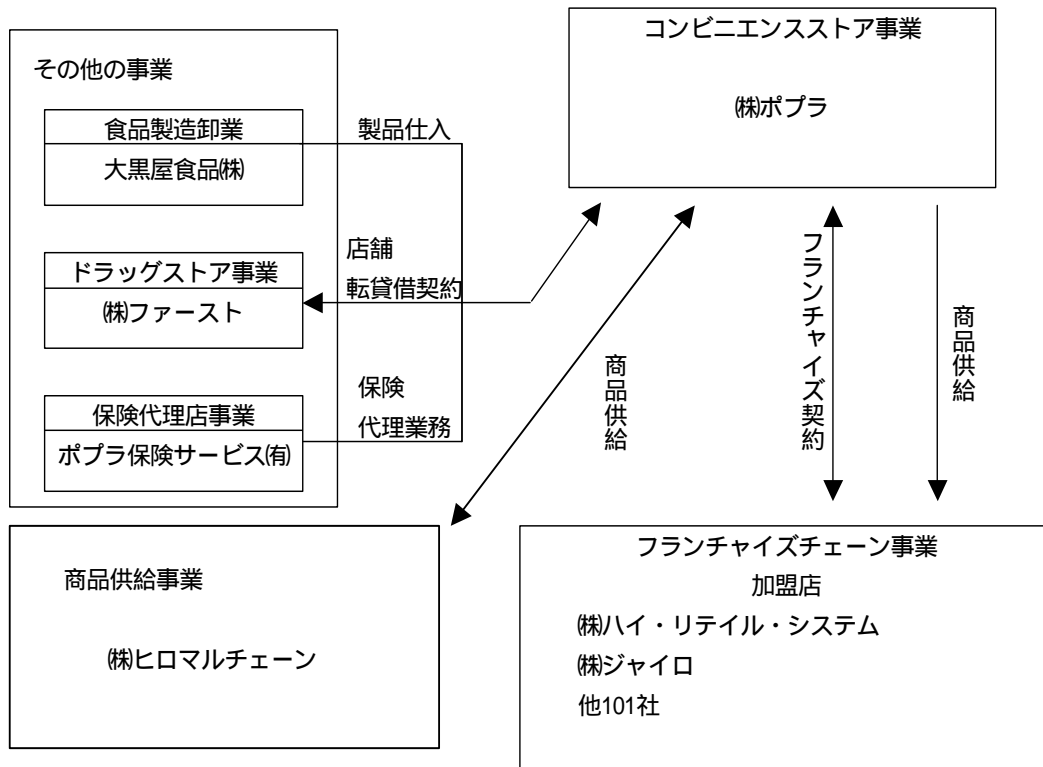 コンビニエンスストア事業
㈱ポプラ
その他の事業
食品製造卸業
大黒屋食品㈱
製品仕入
ドラッグストア事業
㈱ファースト
店舗
転貸借契約
保険代理店事業
ポプラ保険サービス㈲
保険
代理業務
商品供給
フランチャイズ契約
商品供給
商品供給事業
㈱ヒロマルチェーン
フランチャイズチェーン事業
加盟店
㈱ハイ・リテイル・システム
㈱ジャイロ
他101社